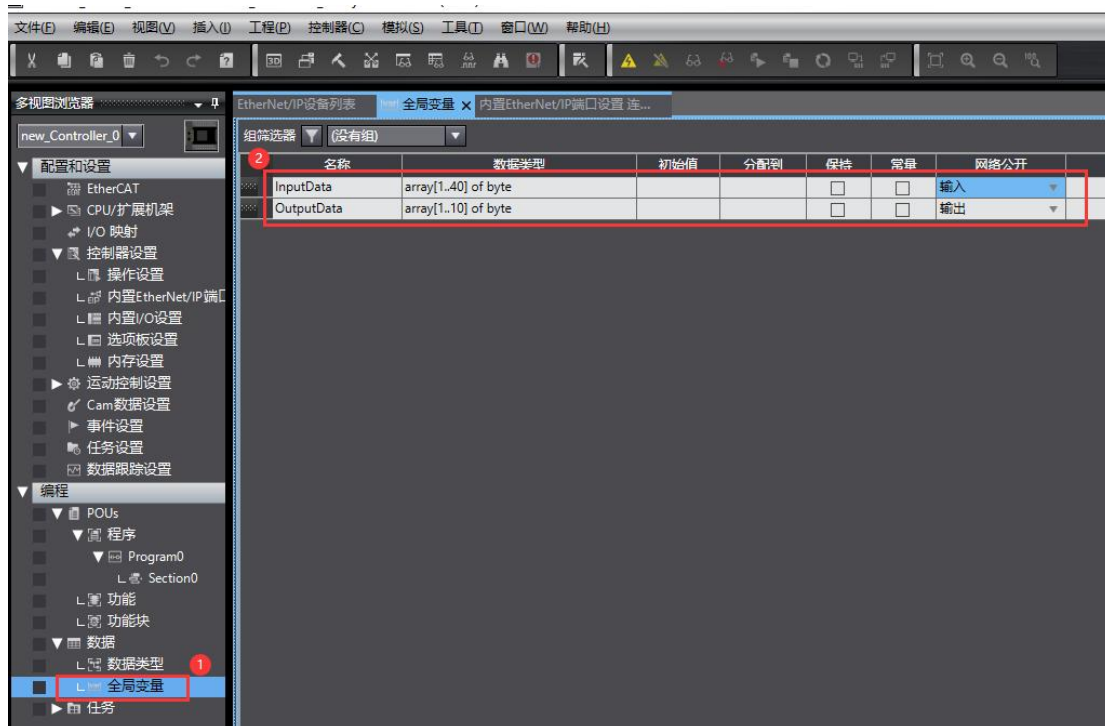 文件(F) 编辑(E) 视图(V) 插入(I) 工程(P) 控制器(C) 模拟(S) 工具(T) 窗口(W) 帮助(H)
多视图浏览器
EtherNet/IP设备列表 全局变量 内置EtherNet/IP端口设置 连...
new_Controller_0
组筛选器 (没有组)
2
名称 数据类型 初始值 分配到 保持 常量 网络公开
InputData array[1..40] of byte 输入
OutputData array[1..10] of byte 输出
配置和设置
EtherCAT
CPU/扩展机架
I/O 映射
控制器设置
操作设置
内置EtherNet/IP端口
内置I/O设置
选项板设置
内存设置
运动控制设置
Cam数据设置
事件设置
任务设置
数据跟踪设置
编程
POUs
程序
Program0
Section0
功能
功能块
数据
数据类型
1
全局变量
任务